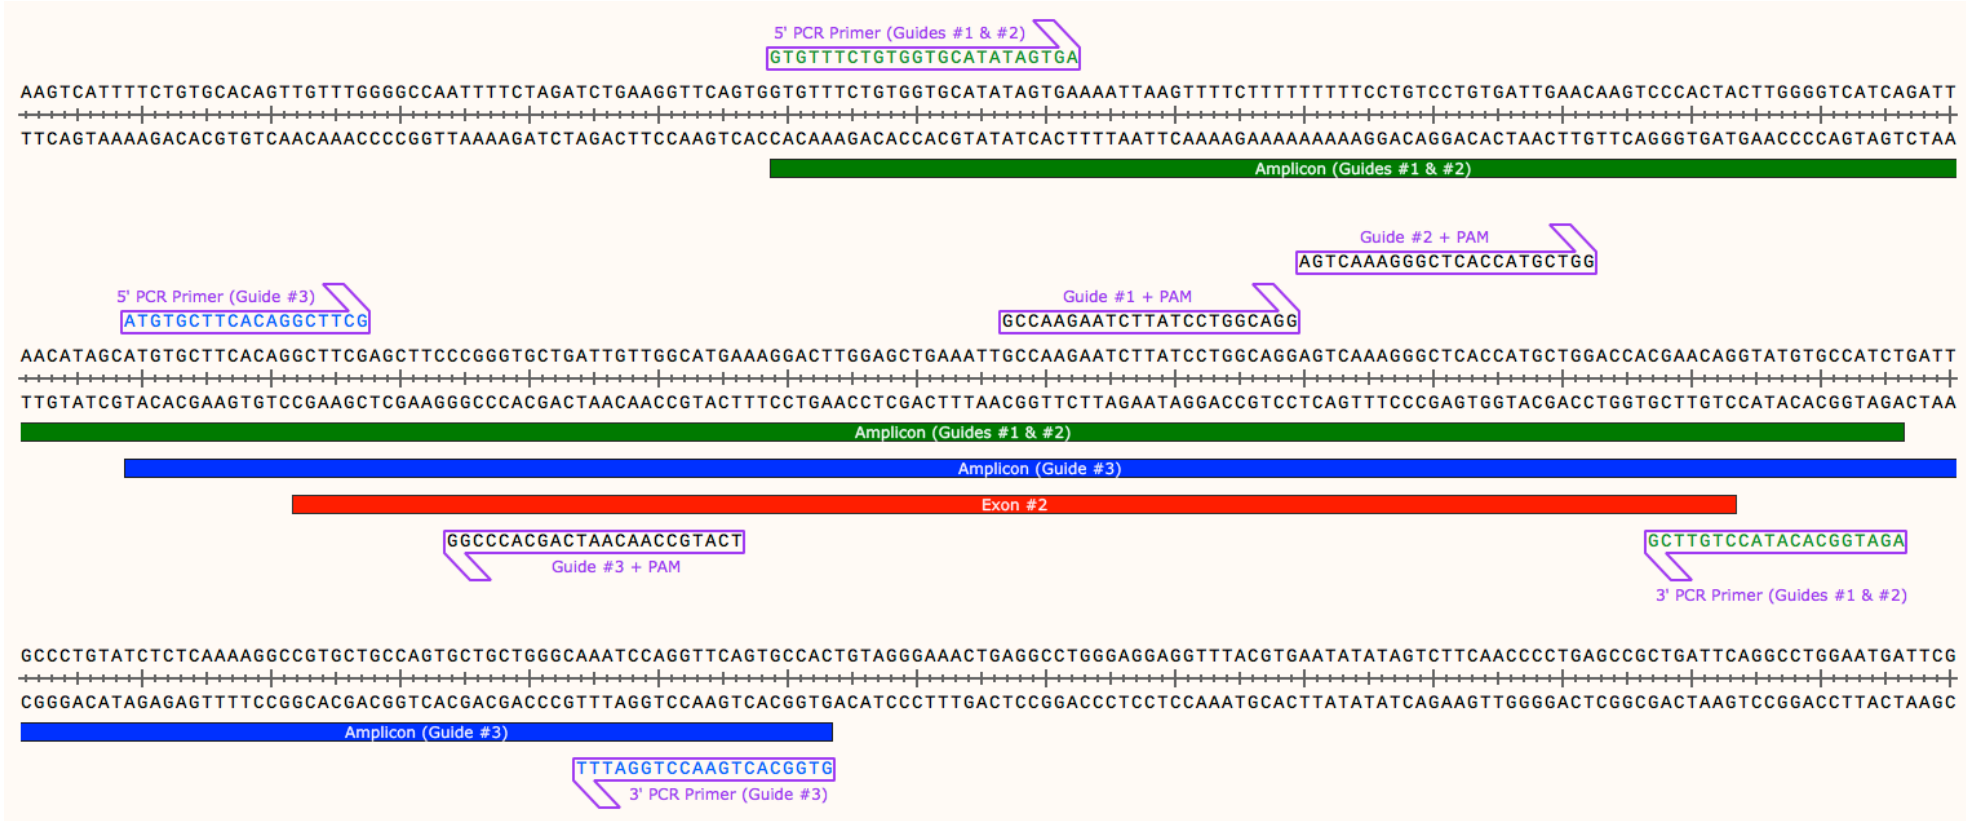 5' PCR Primer (Guides #1 & #2)
GTGTTTCTGTGGTGCATATAGTGA
AAGTCATTTTCTGTGCACAGTTGTTTGGGGCCAATTTTCTAGATCTGAAGGTTCAGTGGTGTTTCTGTGGTGCATATAGTGAAAATTAAGTTTTCTTTTTTTTTCCTGTCCTGTGATTGAACAAGTCCCACTACTTGGGGTCATCAGATT
TTCAGTAAAAGACACGTGTCAACAAACCCCGGTTAAAAGATCTAGACTTCCAAGTCACCACAAAGACACCACGTATATCACTTTTAATTCAAAAGAAAAAAAAAGGACAGGACACTAACTTGTTCAGGGTGATGAACCCCAGTAGTCTAA
Amplicon (Guides #1 & #2)
Guide #2 + PAM
AGTCAAAGGGCTCACCATGCTGG
5' PCR Primer (Guide #3)
Guide #1 + PAM
ATGTGCTTCACAGGCTTCG
GCCAAGAATCTTATCCTGGCAGG
AACATAGCATGTGCTTCACAGGCTTCGAGCTTCCCGGGTGCTGATTGTTGGCATGAAAGGACTTGGAGCTGAAATTGCCAAGAATCTTATCCTGGCAGGAGTCAAAGGGCTCACCATGCTGGACCACGAACAGGTATGTGCCATCTGATT
TTGTATCGTACACGAAGTGTCCGAAGCTCGAAGGGCCCACGACTAACAACCGTACTTTCCTGAACCTCGACTTTAACGGTTCTTAGAATAGGACCGTCCTCAGTTTCCCGAGTGGTACGACCTGGTGCTTGTCCATACACGGTAGACTAA
Amplicon (Guides #1 & #2)
Amplicon (Guide #3)
Exon #2
GGCCCACGACTAACAACCGTACT
GCTTGTCCATACACGGTAGA
Guide #3 + PAM
3' PCR Primer (Guides #1 & #2)
GCCCTGTATCTCTCAAAAGGCCGTGCTGCCAGTGCTGCTGGGCAAATCCAGGTTCAGTGCCACTGTAGGGAAACTGAGGCCTGGGAGGAGGTTTACGTGAATATATAGTCTTCAACCCCTGAGCCGCTGATTCAGGCCTGGAATGATTCG
CGGGACATAGAGAGTTTTCCGGCACGACGGTCACGACGACCCGTTTAGGTCCAAGTCACGGTGACATCCCTTTGACTCCGGACCCTCCTCCAAATGCACTTATATATCAGAAGTTGGGGACTCGGCGACTAAGTCCGGACCTTACTAAGC
Amplicon (Guide #3)
TTTAGGTCCAAGTCACGGTG
3' PCR Primer (Guide #3)